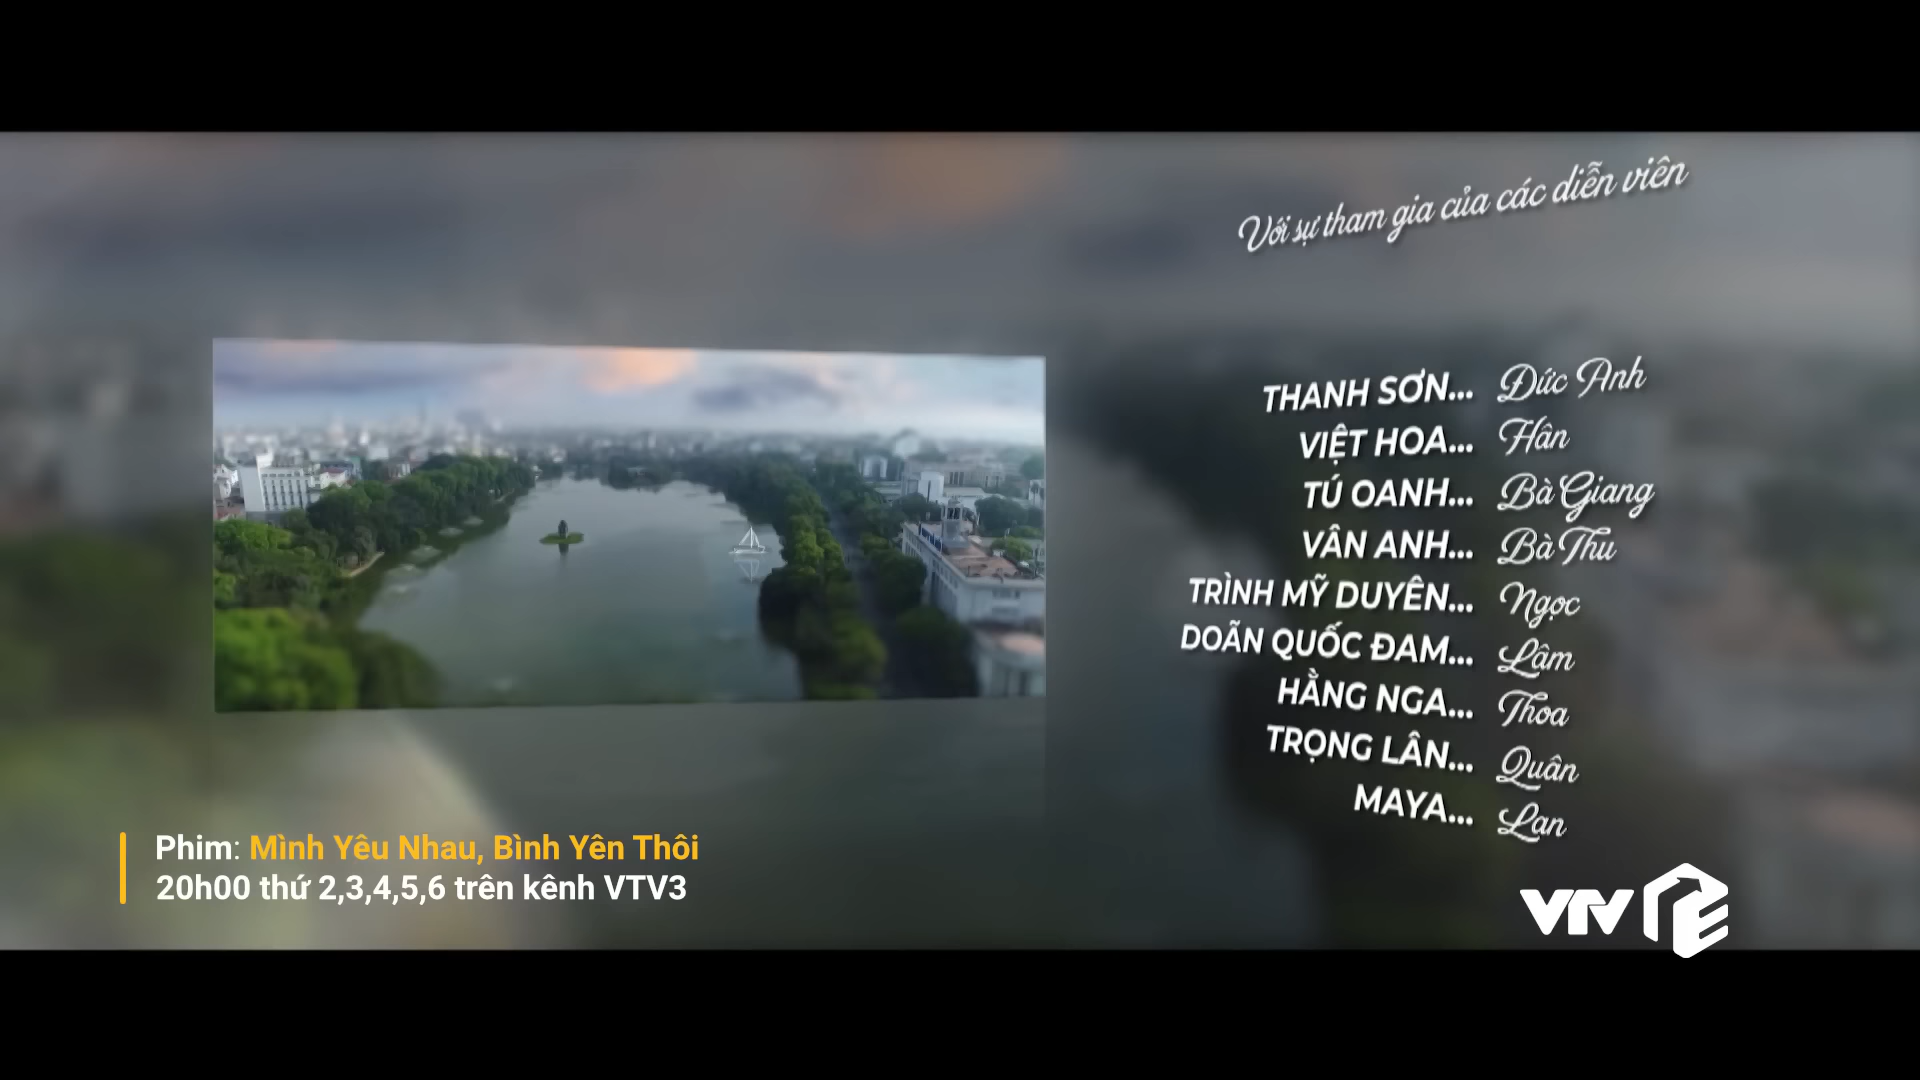 Với sự tham gia của các diễn viên
THANH SƠN... Đức Anh
VIỆT HOA... Hân
TÚ OANH... Bà Giang
VÂN ANH... Bà Thu
TRÌNH MỸ DUYÊN... Ngọc
DOÃN QUỐC ĐAM... Lâm
HẰNG NGA... Thoa
TRỌNG LÂN... Quân
MAYA... Lan
Phim: Mình Yêu Nhau, Bình Yên Thôi
20h00 thứ 2,3,4,5,6 trên kênh VTV3
VTV